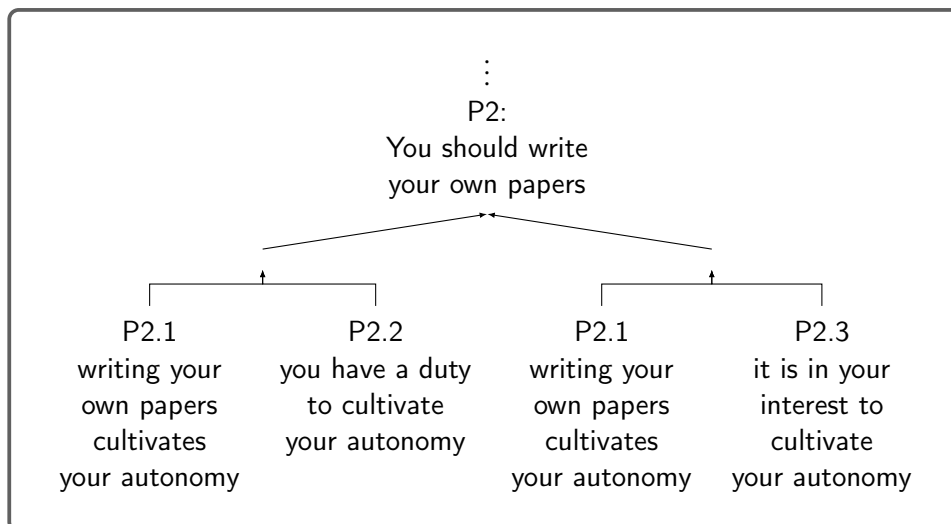 ⋮
P2:
You should write
your own papers
P2.1
writing your
own papers
cultivates
your autonomy
P2.2
you have a duty
to cultivate
your autonomy
P2.1
writing your
own papers
cultivates
your autonomy
P2.3
it is in your
interest to
cultivate
your autonomy